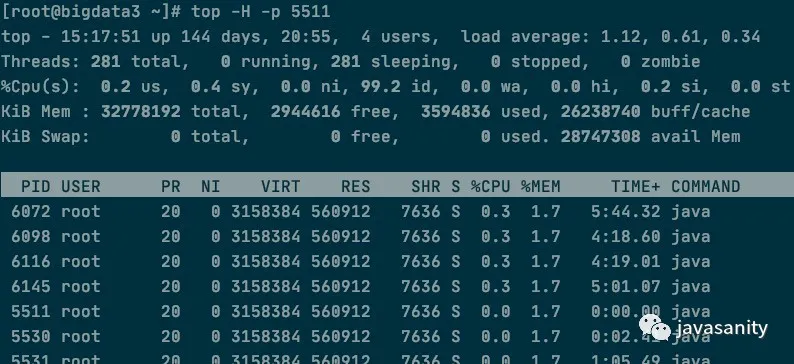 [root@bigdata3 ~]# top -H -p 5511
top - 15:17:51 up 144 days, 20:55,  4 users,  load average: 1.12, 0.61, 0.34
Threads: 281 total,   0 running, 281 sleeping,   0 stopped,   0 zombie
%Cpu(s):  0.2 us,  0.4 sy,  0.0 ni, 99.2 id,  0.0 wa,  0.0 hi,  0.2 si,  0.0 st
KiB Mem : 32778192 total,  2944616 free,  3594836 used, 26238740 buff/cache
KiB Swap:        0 total,        0 free,        0 used. 28747308 avail Mem
PID USER      PR  NI    VIRT    RES    SHR S %CPU %MEM     TIME+ COMMAND
6072 root      20   0 3158384 560912   7636 S  0.3  1.7   5:44.32 java
6098 root      20   0 3158384 560912   7636 S  0.3  1.7   4:18.60 java
6116 root      20   0 3158384 560912   7636 S  0.3  1.7   4:19.01 java
6145 root      20   0 3158384 560912   7636 S  0.3  1.7   5:01.07 java
5511 root      20   0 3158384 560912   7636 S  0.0  1.7   0:00.00 java
5530 root      20   0 3158384 560912   7636 S  0.0  1.7 java
javasanity
5531 root      20   0 3158384 560912   7636 S  0.0  1.7 java